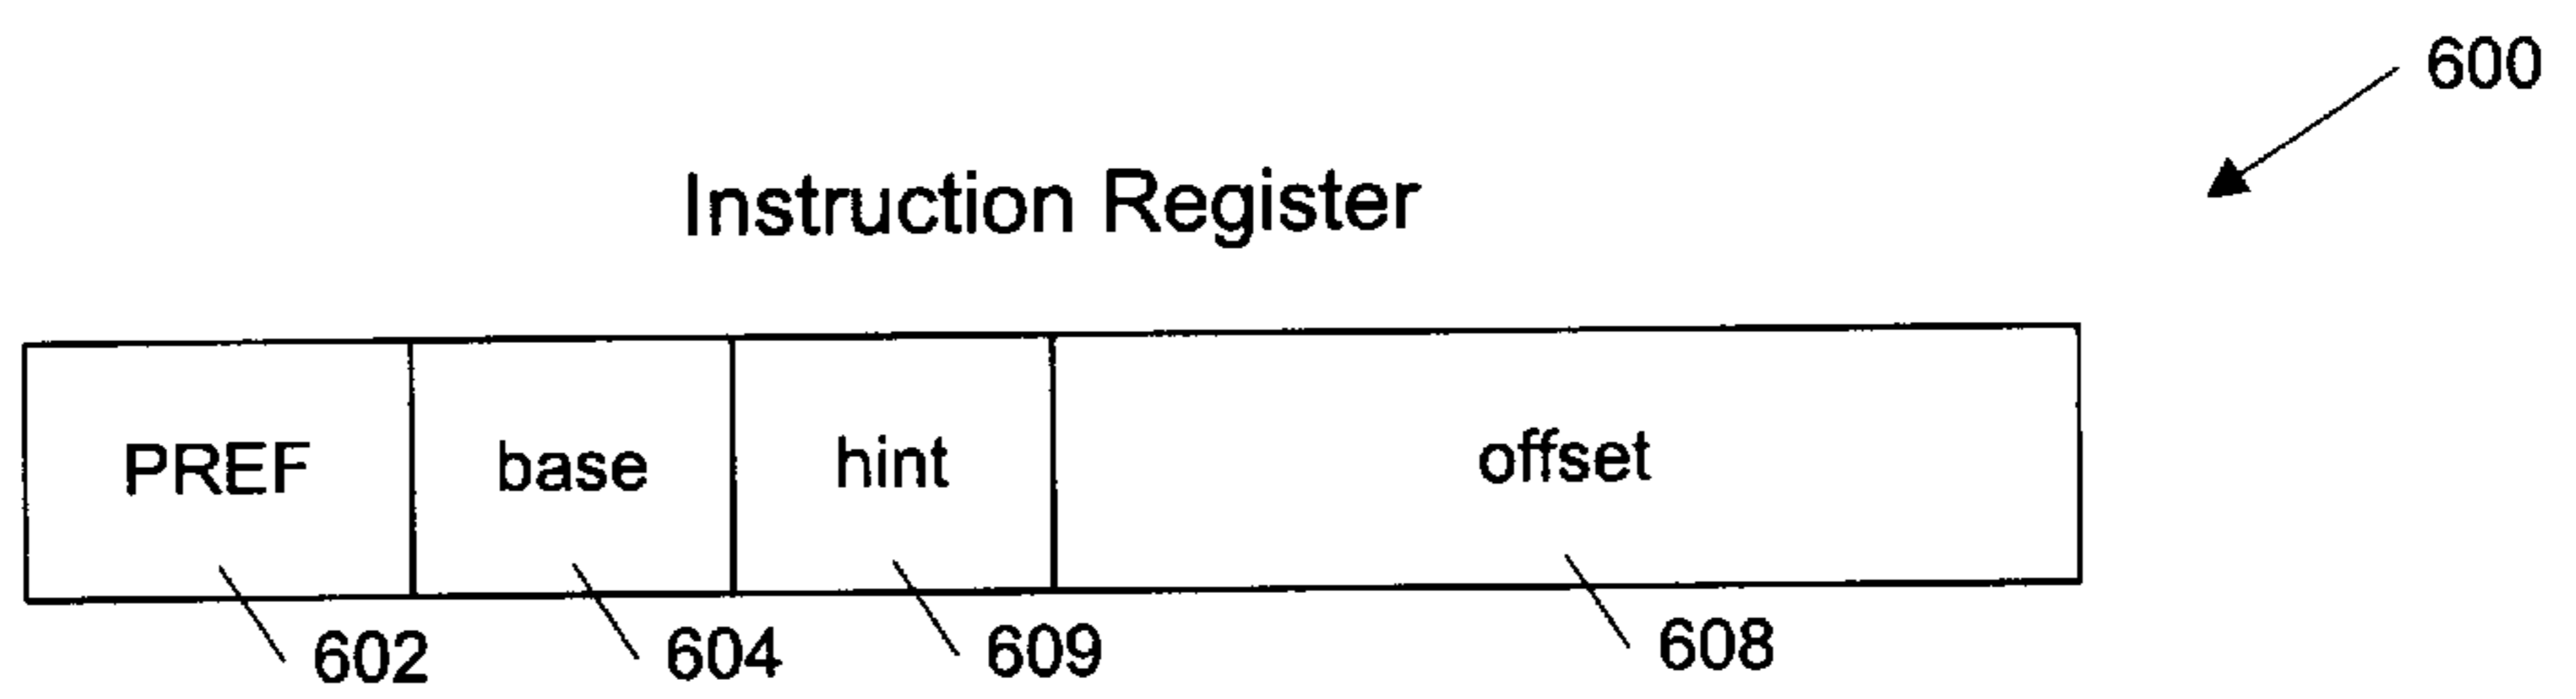 600
Instruction Register
PREF base hint offset
602 604 609 608